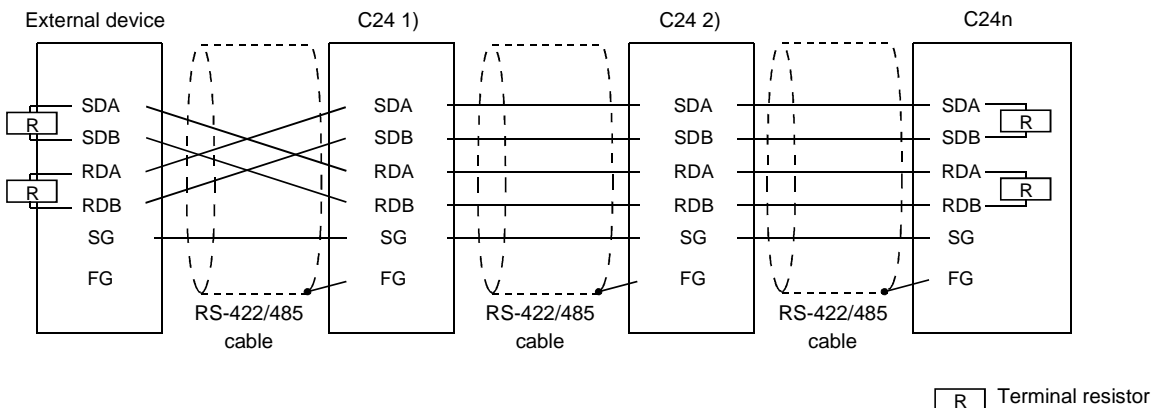 External device C24 1) C24 2) C24n
SDA SDA SDA SDA
R R
SDB SDB SDB SDB
RDA RDA RDA RDA
R R
RDB RDB RDB RDB
SG SG SG SG
FG FG FG FG
RS-422/485 RS-422/485 RS-422/485
cable cable cable
R Terminal resistor